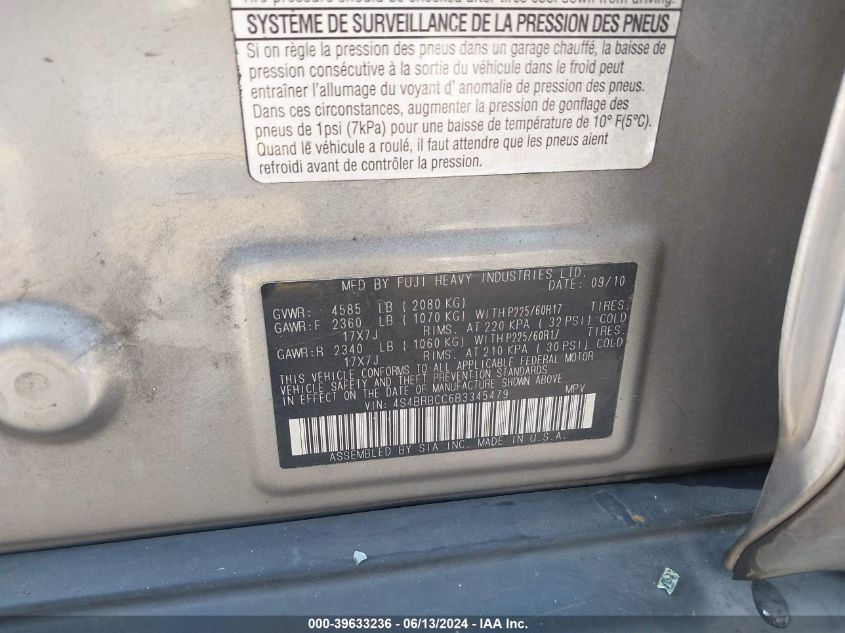 SYSTÈME DE SURVEILLANCE DE LA PRESSION DES PNEUS
Si on règle la pression des pneus dans un garage chauffé, la baisse de
pression consécutive à la sortie du véhicule dans le froid peut
entraîner l'allumage du voyant d' anomalie de pression des pneus.
Dans ces circonstances, augmenter la pression de gonflage des
pneus de 1psi (7kPa) pour une baisse de température de 10° F(5°C).
Quand le véhicule a roulé, il faut attendre que les pneus aient
refroidi avant de contrôler la pression.
MFD BY FUJI HEAVY INDUSTRIES LTD.
DATE: 09/10
GVWR: 4585 LB (2080 KG)
GAWR:F 2360 LB (1070 KG) WITH P225/60R17 TIRES.
17X7J RIMS. AT 220 KPA (32 PSI) COLD
GAWR:R 2340 LB (1060 KG) WITH P225/60R17 TIRES.
17X7J RIMS. AT 210 KPA (30 PSI) COLD
THIS VEHICLE CONFORMS TO ALL APPLICABLE FEDERAL MOTOR
VEHICLE SAFETY AND THEFT PREVENTION STANDARDS
IN EFFECT ON THE DATE OF MANUFACTURE SHOWN ABOVE.
VIN: 4S4BRBCC6B3345479 MPV
ASSEMBLED BY SIA INC. MADE IN U.S.A.
000-39633236 - 06/13/2024 - IAA Inc.